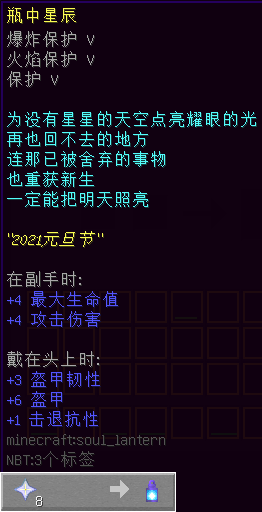 瓶中星辰
爆炸保护 V
火焰保护 V
保护 V
为没有星星的天空点亮耀眼的光
再也回不去的地方
连那已被舍弃的事物
也重获新生
一定能把明天照亮
"2021元旦节"
在副手时:
+4 最大生命值
+4 攻击伤害
戴在头上时:
+3 盔甲韧性
+6 盔甲
+1 击退抗性
minecraft:soul_lantern
NBT:3个标签
8